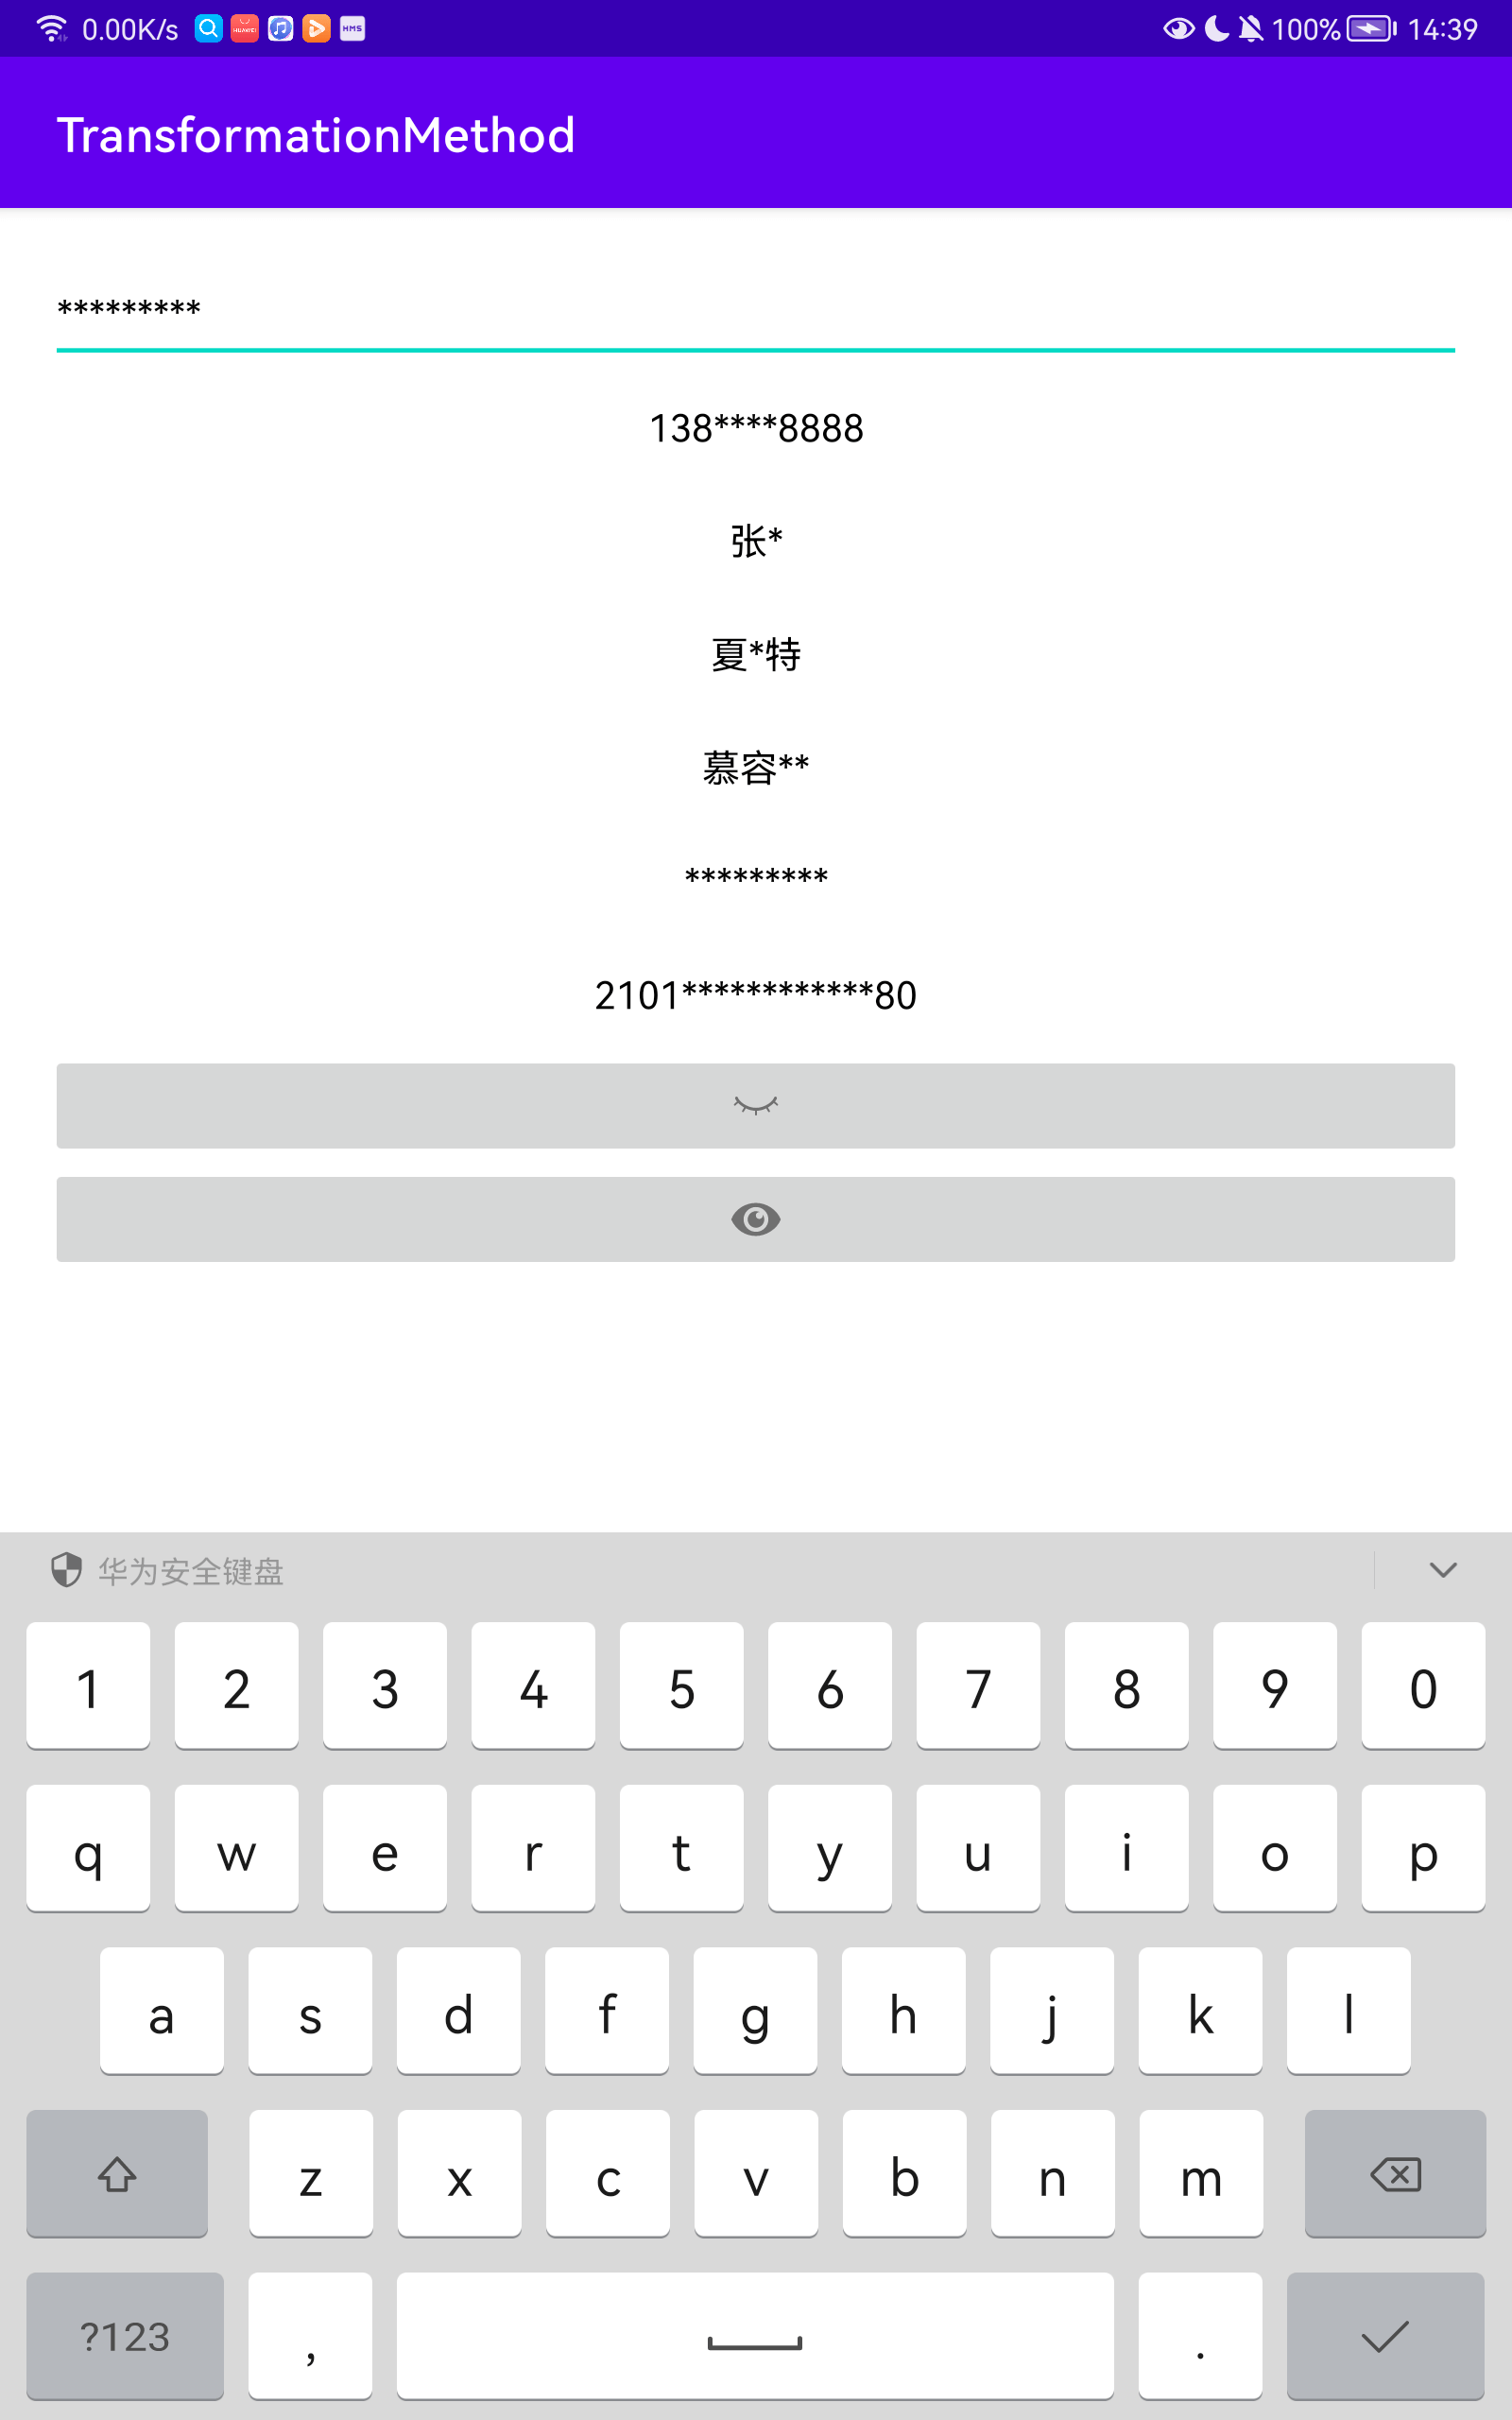 0.00K/s HUAWEI HMS 100% 14:39
TransformationMethod
*********
138****8888
张*
夏*特
慕容**
*********
2101************80
华为安全键盘
1 2 3 4 5 6 7 8 9 0
q w e r t y u i o p
a s d f g h j k l
z x c v b n m
?123 , .